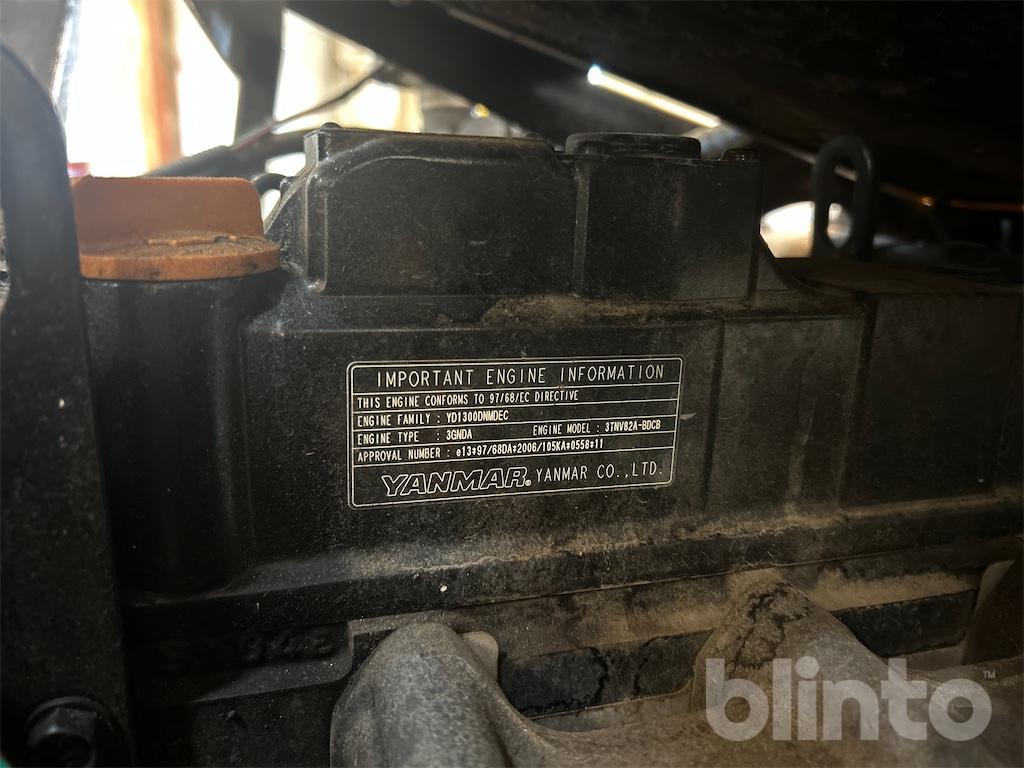 IMPORTANT ENGINE INFORMATION
THIS ENGINE CONFORMS TO 97/68/EC DIRECTIVE
ENGINE FAMILY : YD1300DNMDEC
ENGINE TYPE : 3GNDA ENGINE MODEL : 3TNV82A-BDCB
APPROVAL NUMBER : e13*97/68DA*2006/105KA*0558*11
YANMAR® YANMAR CO.,LTD.
blinto™